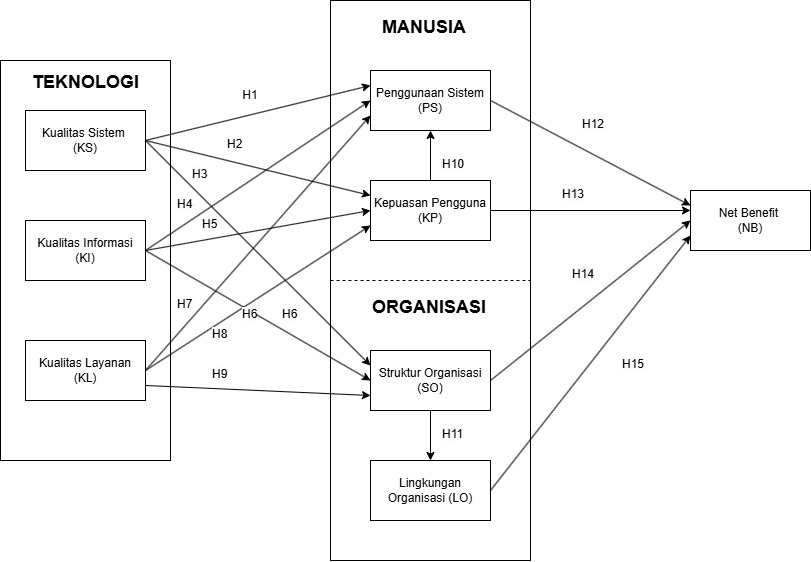 MANUSIA
TEKNOLOGI
Penggunaan Sistem
(PS)
H1
H12
Kualitas Sistem
(KS)
H2
H3
H10
H4
Kepuasan Pengguna
(KP)
H13
Net Benefit
(NB)
H5
Kualitas Informasi
(KI)
H14
H7
ORGANISASI
H6
H6
H8
Kualitas Layanan
(KL)
H9
Struktur Organisasi
(SO)
H15
H11
Lingkungan
Organisasi (LO)